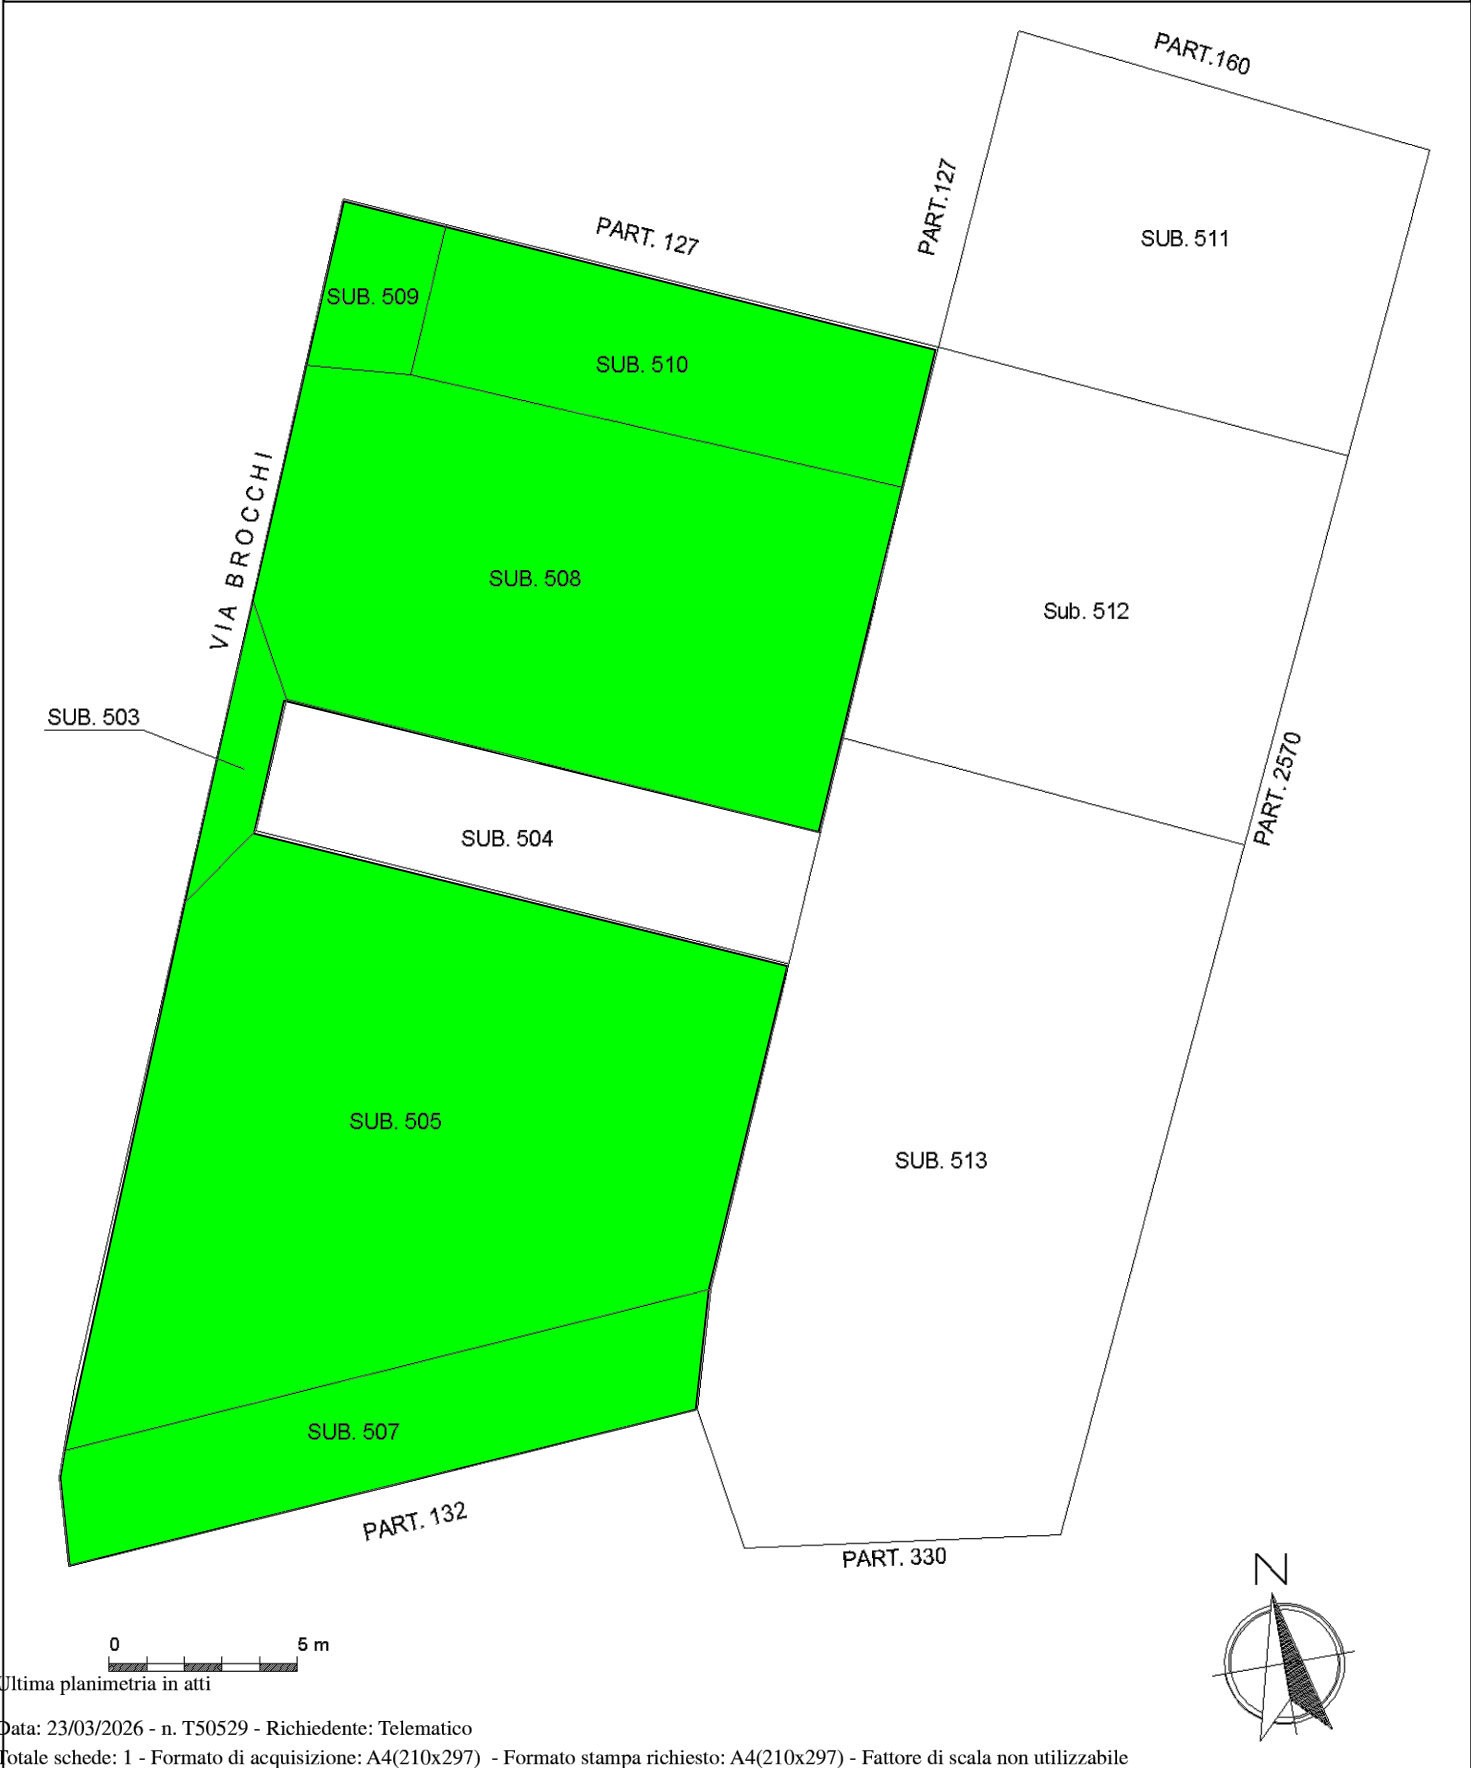 PART.160
PART.127
SUB. 511
PART. 127
SUB. 509
SUB. 510
VIA BROCCHI
SUB. 508
Sub. 512
SUB. 503
PART. 2570
SUB. 504
SUB. 505
SUB. 513
SUB. 507
PART. 132
PART. 330
N
0 5 m
Ultima planimetria in atti
Data: 23/03/2026 - n. T50529 - Richiedente: Telematico
Totale schede: 1 - Formato di acquisizione: A4(210x297) - Formato stampa richiesto: A4(210x297) - Fattore di scala non utilizzabile